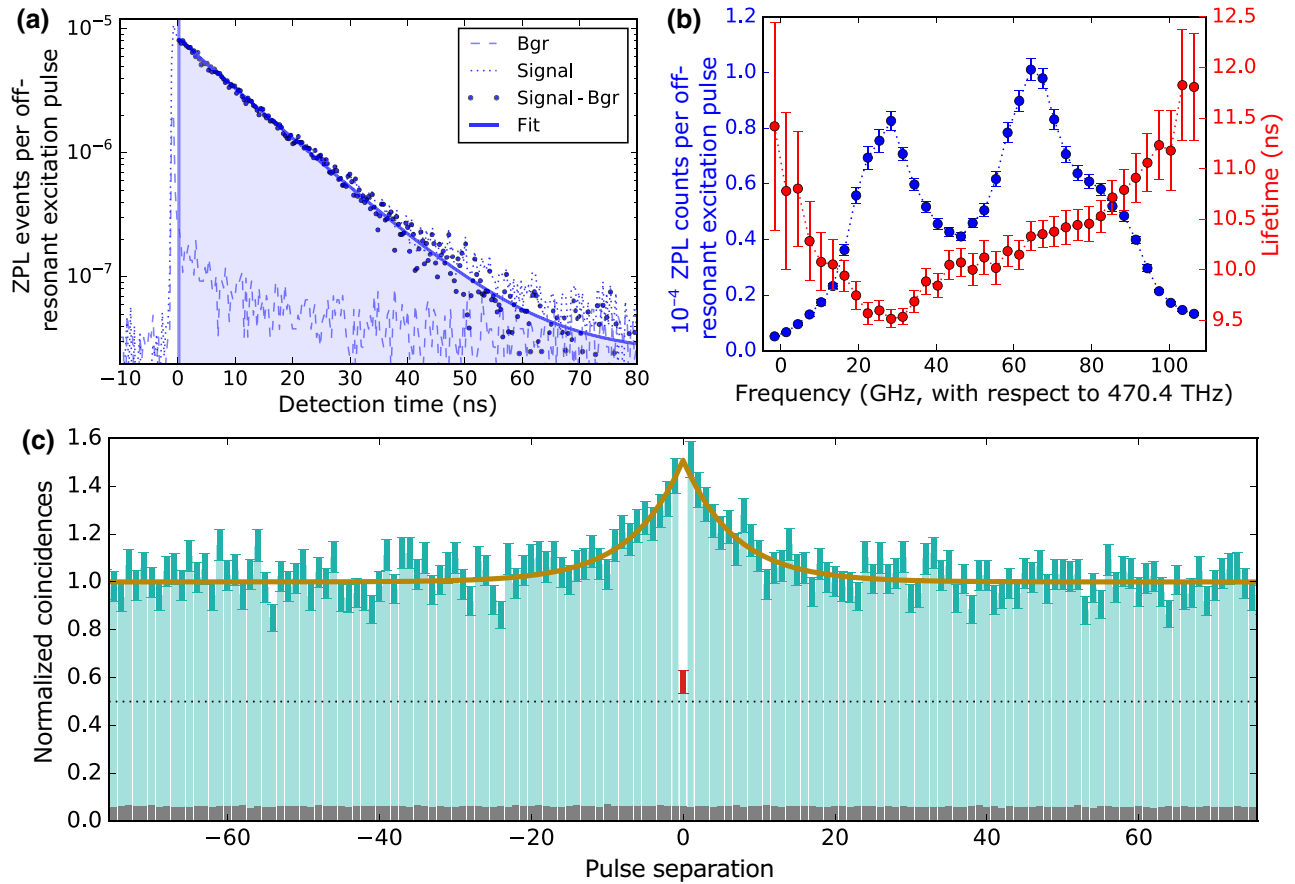 (a)
ZPL events per off-
resonant excitation pulse
10⁻⁵
10⁻⁶
10⁻⁷
Bgr
Signal
Signal - Bgr
Fit
−10 0 10 20 30 40 50 60 70 80
Detection time (ns)
(b)
10⁻⁴ ZPL counts per off-
resonant excitation pulse
1.2
1.0
0.8
0.6
0.4
0.2
0.0
12.5
12.0
11.5
11.0
10.5
10.0
9.5
Lifetime (ns)
0 20 40 60 80 100
Frequency (GHz, with respect to 470.4 THz)
(c)
Normalized coincidences
1.6
1.4
1.2
1.0
0.8
0.6
0.4
0.2
0.0
−60 −40 −20 0 20 40 60
Pulse separation